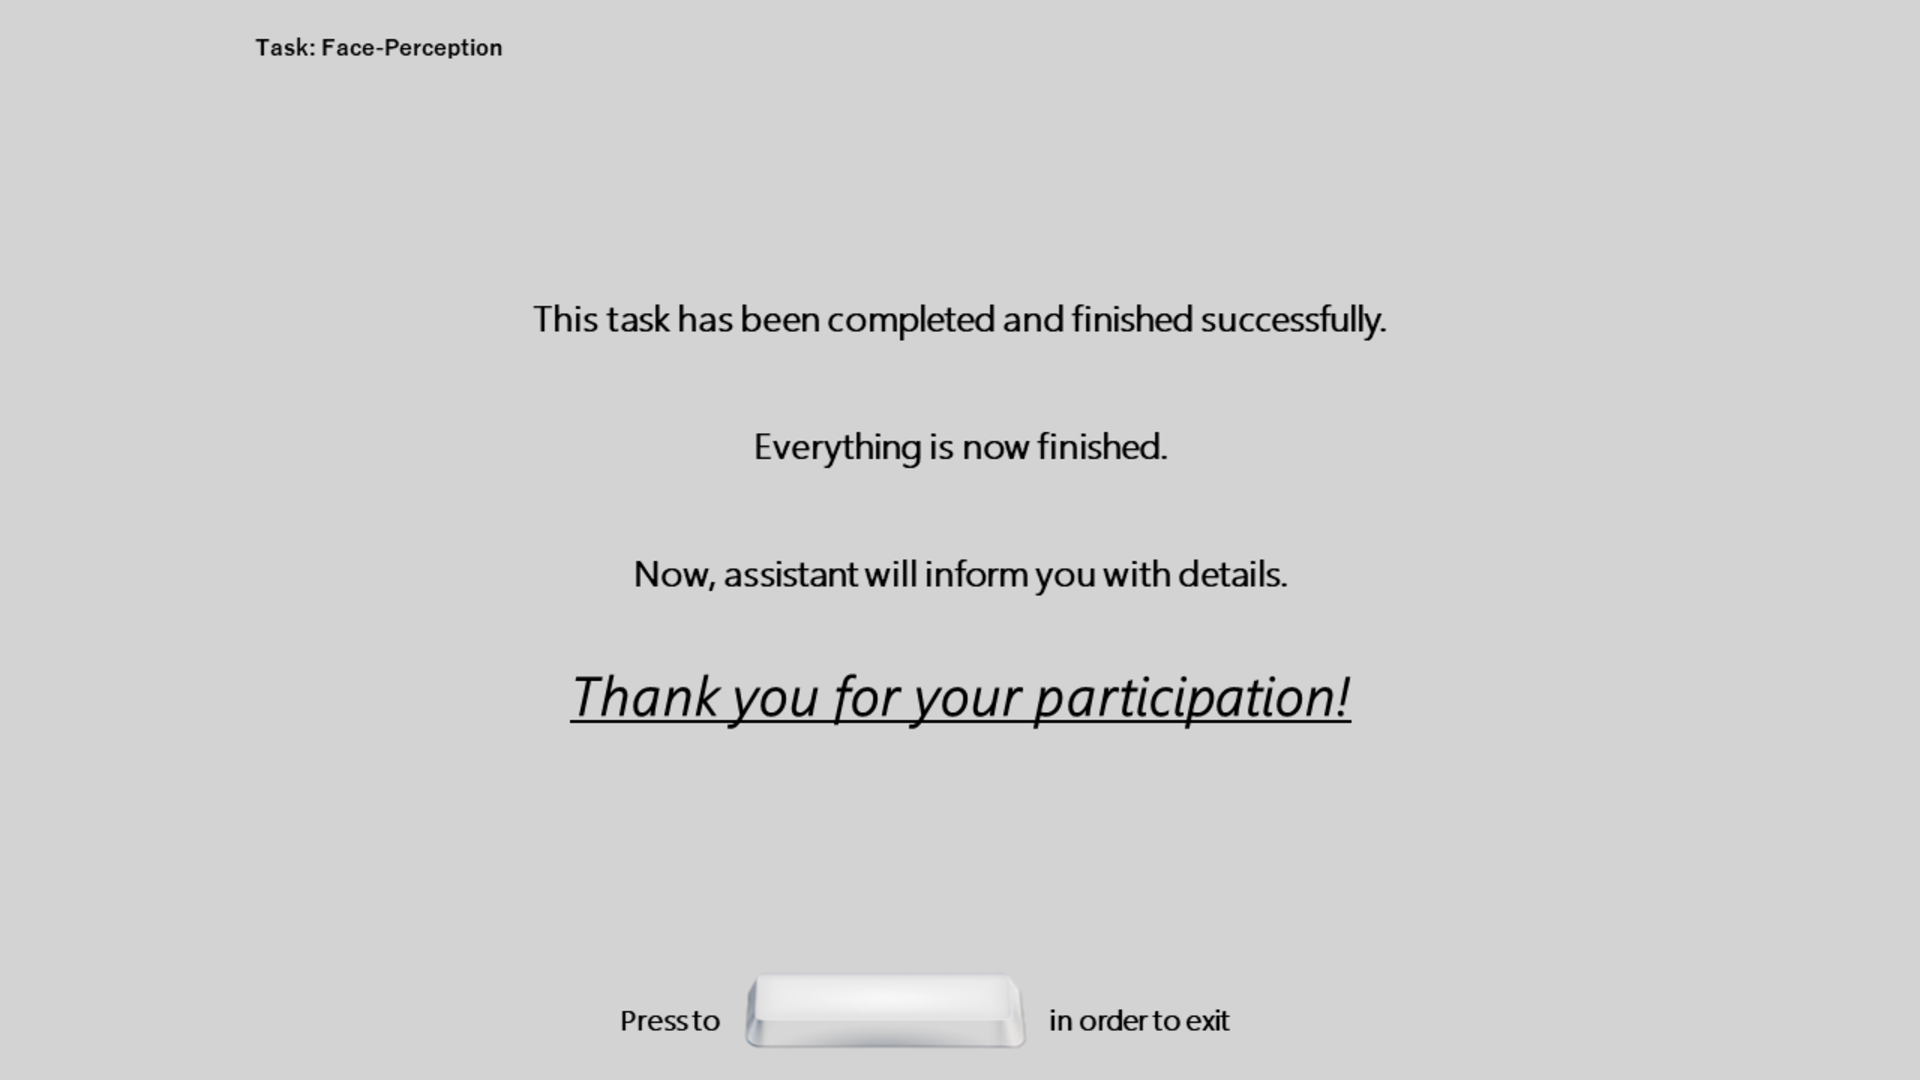 Task: Face-Perception
This task has been completed and finished successfully.
Everything is now finished.
Now, assistant will inform you with details.
Thank you for your participation!
Press to in order to exit